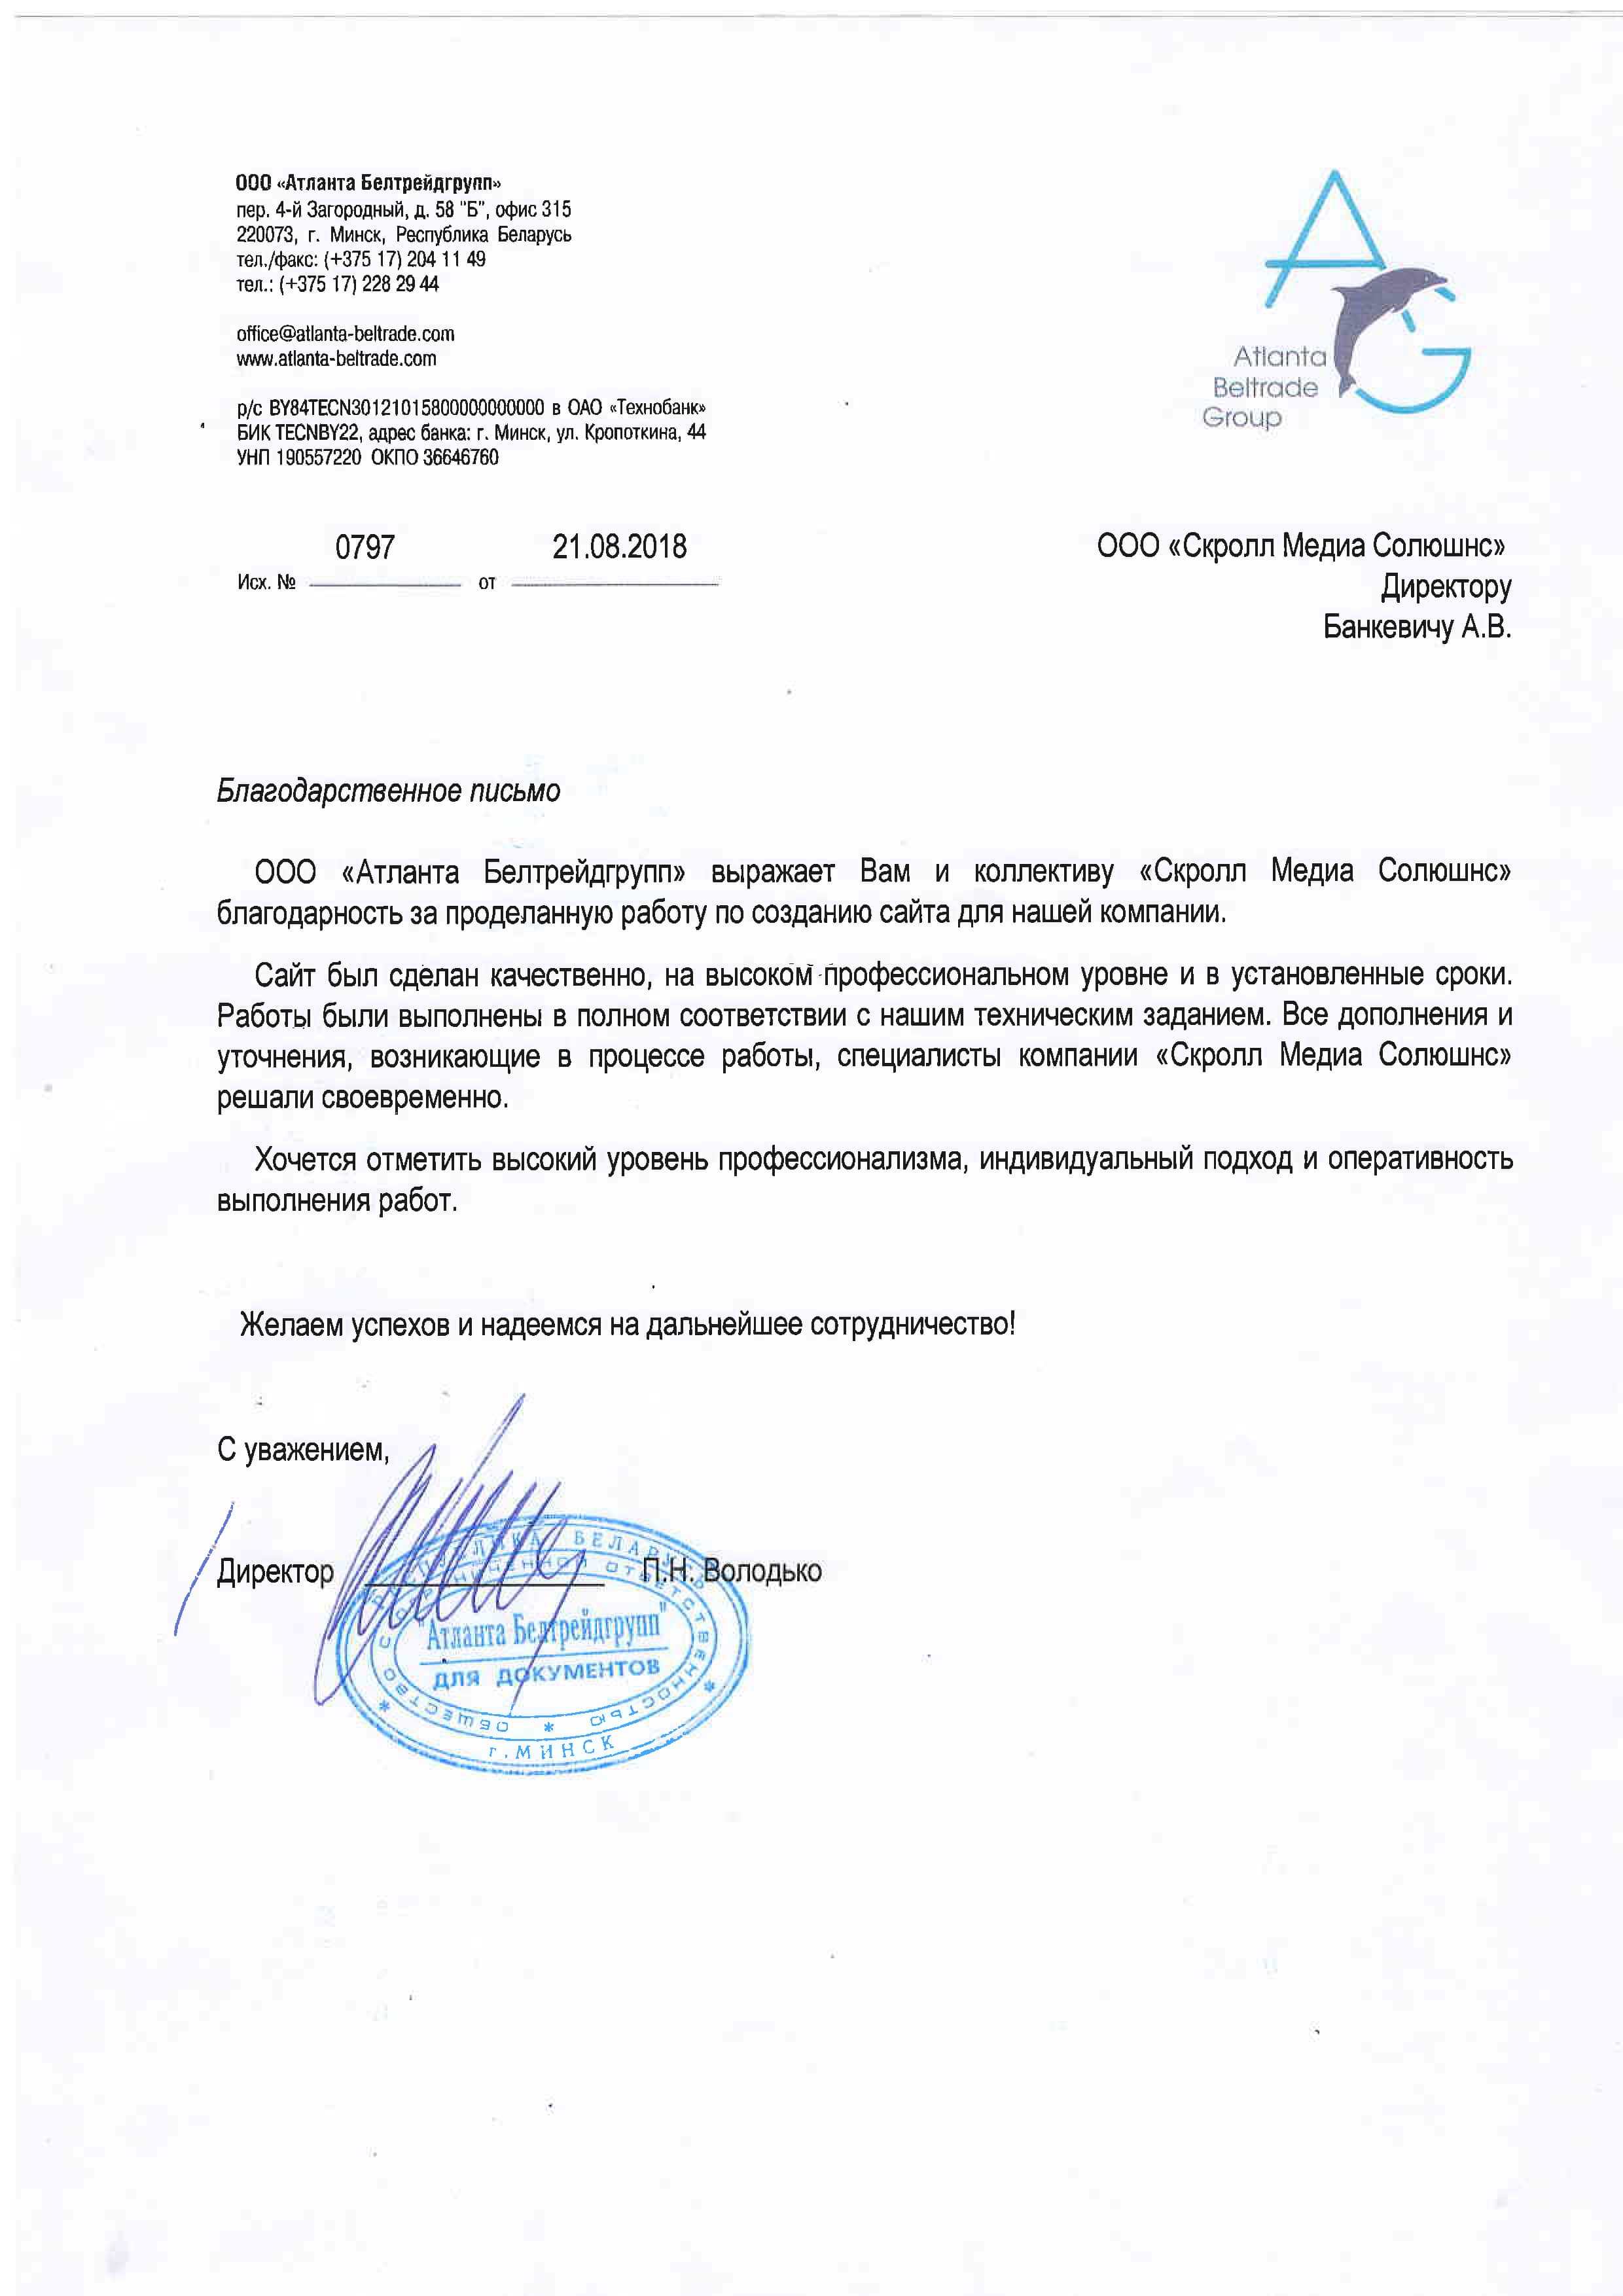 ООО «Атланта Белтрейдгрупп»
пер. 4-й Загородный, д. 58 "Б", офис 315
220073, г. Минск, Республика Беларусь
тел./факс: (+375 17) 204 11 49
тел.: (+375 17) 228 29 44
office@atlanta-beltrade.com
www.atlanta-beltrade.com
р/с BY84TECN30121015800000000000 в ОАО «Технобанк»
БИК TECNBY22, адрес банка: г. Минск, ул. Кропоткина, 44
УНП 190557220 ОКПО 36646760
Atlanta
Beltrade
Group
Исх. № 0797 от 21.08.2018
ООО «Скролл Медиа Солюшнс»
Директору
Банкевичу А.В.
Благодарственное письмо
ООО «Атланта Белтрейдгрупп» выражает Вам и коллективу «Скролл Медиа Солюшнс»
благодарность за проделанную работу по созданию сайта для нашей компании.
Сайт был сделан качественно, на высоком профессиональном уровне и в установленные сроки.
Работы были выполнены в полном соответствии с нашим техническим заданием. Все дополнения и
уточнения, возникающие в процессе работы, специалисты компании «Скролл Медиа Солюшнс»
решали своевременно.
Хочется отметить высокий уровень профессионализма, индивидуальный подход и оперативность
выполнения работ.
Желаем успехов и надеемся на дальнейшее сотрудничество!
С уважением,
Директор П.Н. Володько
РЕСПУБЛИКА БЕЛАРУСЬ
ОБЩЕСТВО С ОГРАНИЧЕННОЙ ОТВЕТСТВЕННОСТЬЮ
"Атланта Белтрейдгрупп"
ДЛЯ ДОКУМЕНТОВ
г.МИНСК